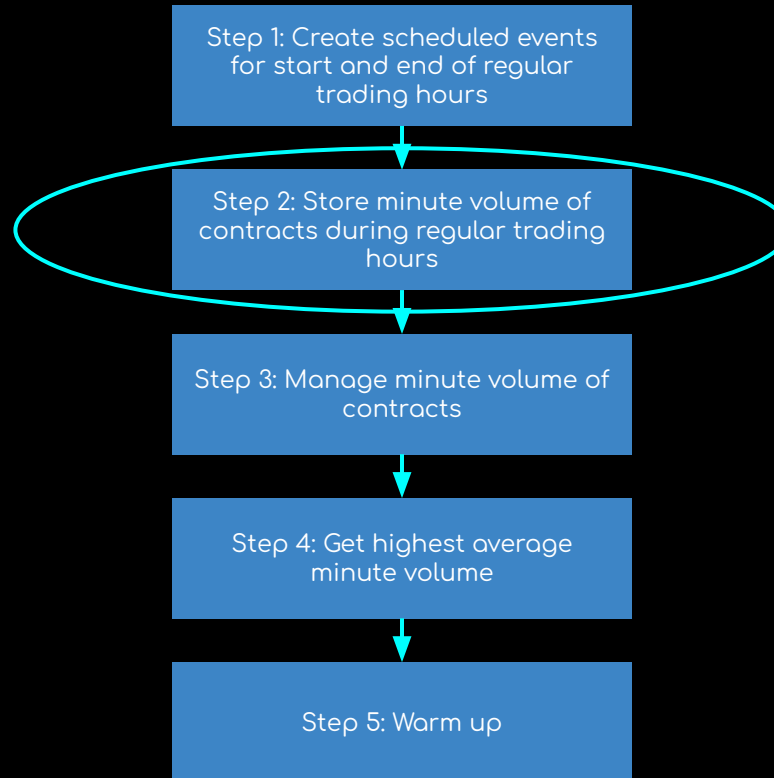 Step 1: Create scheduled events
for start and end of regular
trading hours
Step 2: Store minute volume of
contracts during regular trading
hours
Step 3: Manage minute volume of
contracts
Step 4: Get highest average
minute volume
Step 5: Warm up